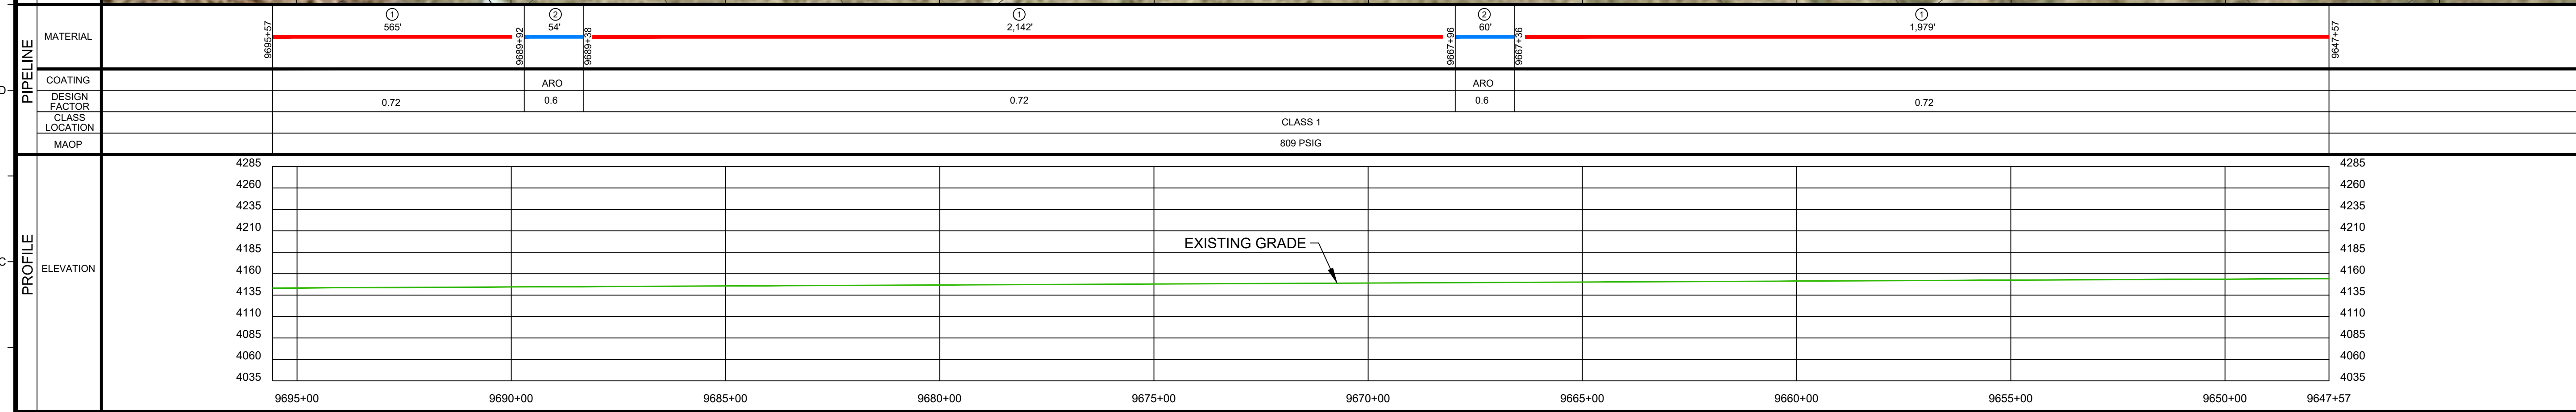 PIPELINE
MATERIAL
9695+57
① 565'
9689+92
② 54'
9689+38
① 2,142'
9667+96
② 60'
9667+36
① 1,979'
9647+57
COATING
ARO
ARO
DESIGN
FACTOR
0.72
0.6
0.72
0.6
0.72
CLASS
LOCATION
CLASS 1
MAOP
809 PSIG
PROFILE
ELEVATION
4285
4260
4235
4210
4185
4160
4135
4110
4085
4060
4035
EXISTING GRADE
4285
4260
4235
4210
4185
4160
4135
4110
4085
4060
4035
9695+00 9690+00 9685+00 9680+00 9675+00 9670+00 9665+00 9660+00 9655+00 9650+00 9647+57
C